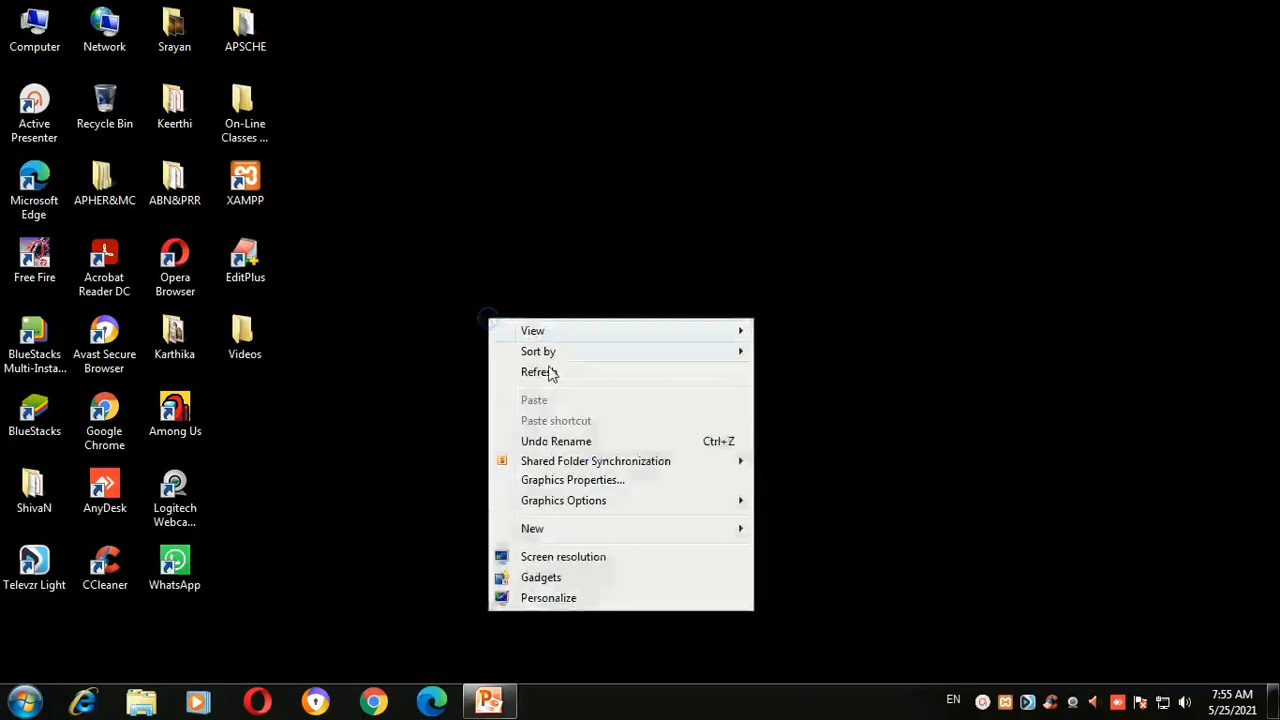 Computer
Network
Srayan
APSCHE
Active
Presenter
Recycle Bin
Keerthi
On-Line
Classes ...
Microsoft
Edge
APHER&MC
ABN&PRR
XAMPP
Free Fire
Acrobat
Reader DC
Opera
Browser
EditPlus
BlueStacks
Multi-Insta...
Avast Secure
Browser
Karthika
Videos
BlueStacks
Google
Chrome
Among Us
ShivaN
AnyDesk
Logitech
Webca...
Televzr Light
CCleaner
WhatsApp
View
Sort by
Refresh
Paste
Paste shortcut
Undo Rename Ctrl+Z
Shared Folder Synchronization
Graphics Properties...
Graphics Options
New
Screen resolution
Gadgets
Personalize
EN
7:55 AM
5/25/2021